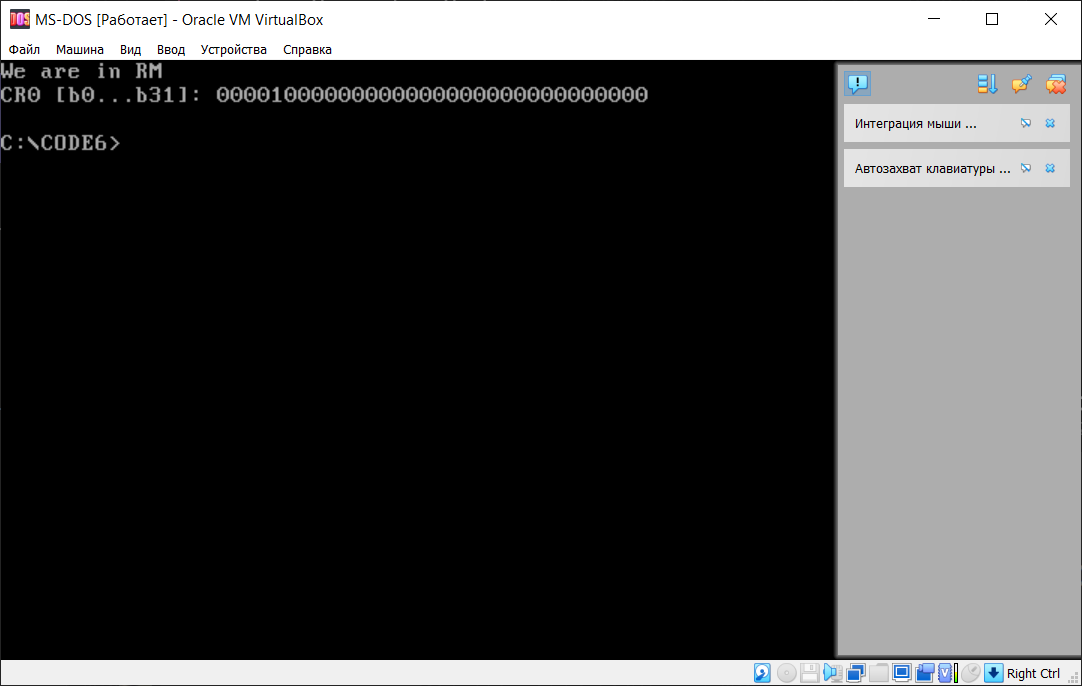 MS-DOS [Работает] - Oracle VM VirtualBox
Файл Машина Вид Ввод Устройства Справка
We are in RM
CR0 [b0...b31]: 00001000000000000000000000000000
C:\CODE6>
Интеграция мыши ...
Автозахват клавиатуры ...
Right Ctrl